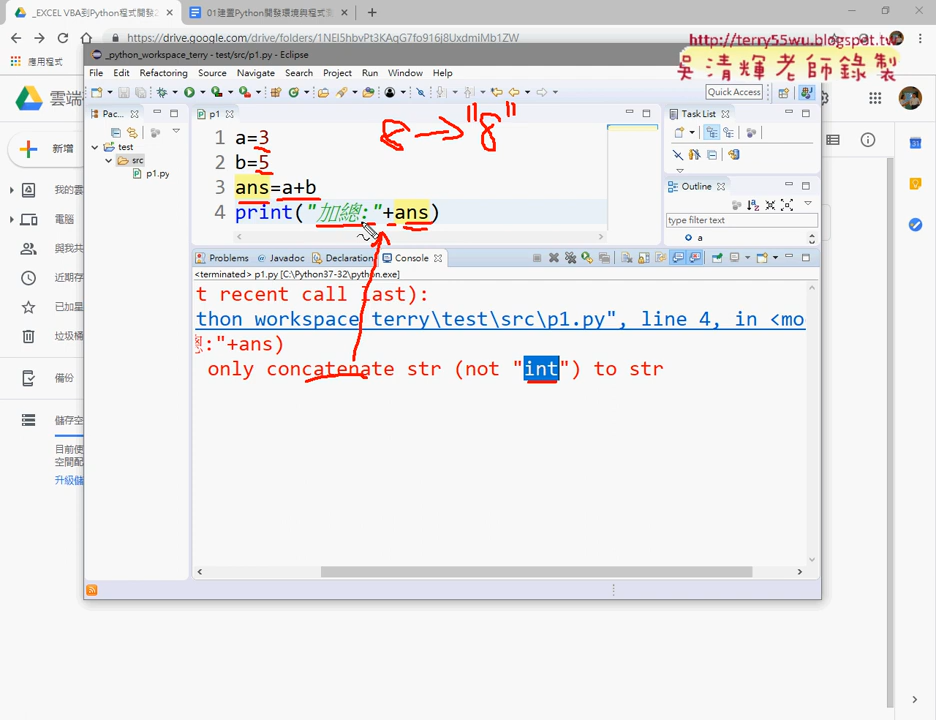 _EXCEL VBA到Python程式開發
01建置Python開發環境與程式
https://drive.google.com/drive/folders/1NEI5hbvPt3KAqG7fo916j8UxdmiMb1ZW
應用程式
http://terry55wu.blogspot.tw
吳清輝老師錄製
_python_workspace_terry - test/src/p1.py - Eclipse
File Edit Refactoring Source Navigate Search Project Run Window Help
Quick Access
雲端
新增
我的雲
電腦
與我共
近期存
已加星
垃圾桶
備份
儲存空
目前使
空間配
升級儲
Pac...
test
src
p1.py
p1
1 a=3
2 b=5
3 ans=a+b
4 print("加總:"+ans)
8 "8"
Task List
Outline
type filter text
a
Problems @ Javadoc Declaration Console
<terminated> p1.py [C:\Python37-32\python.exe]
t recent call last):
thon_workspace_terry\test\src\p1.py", line 4, in <mo
:"+ans)
only concatenate str (not "int") to str